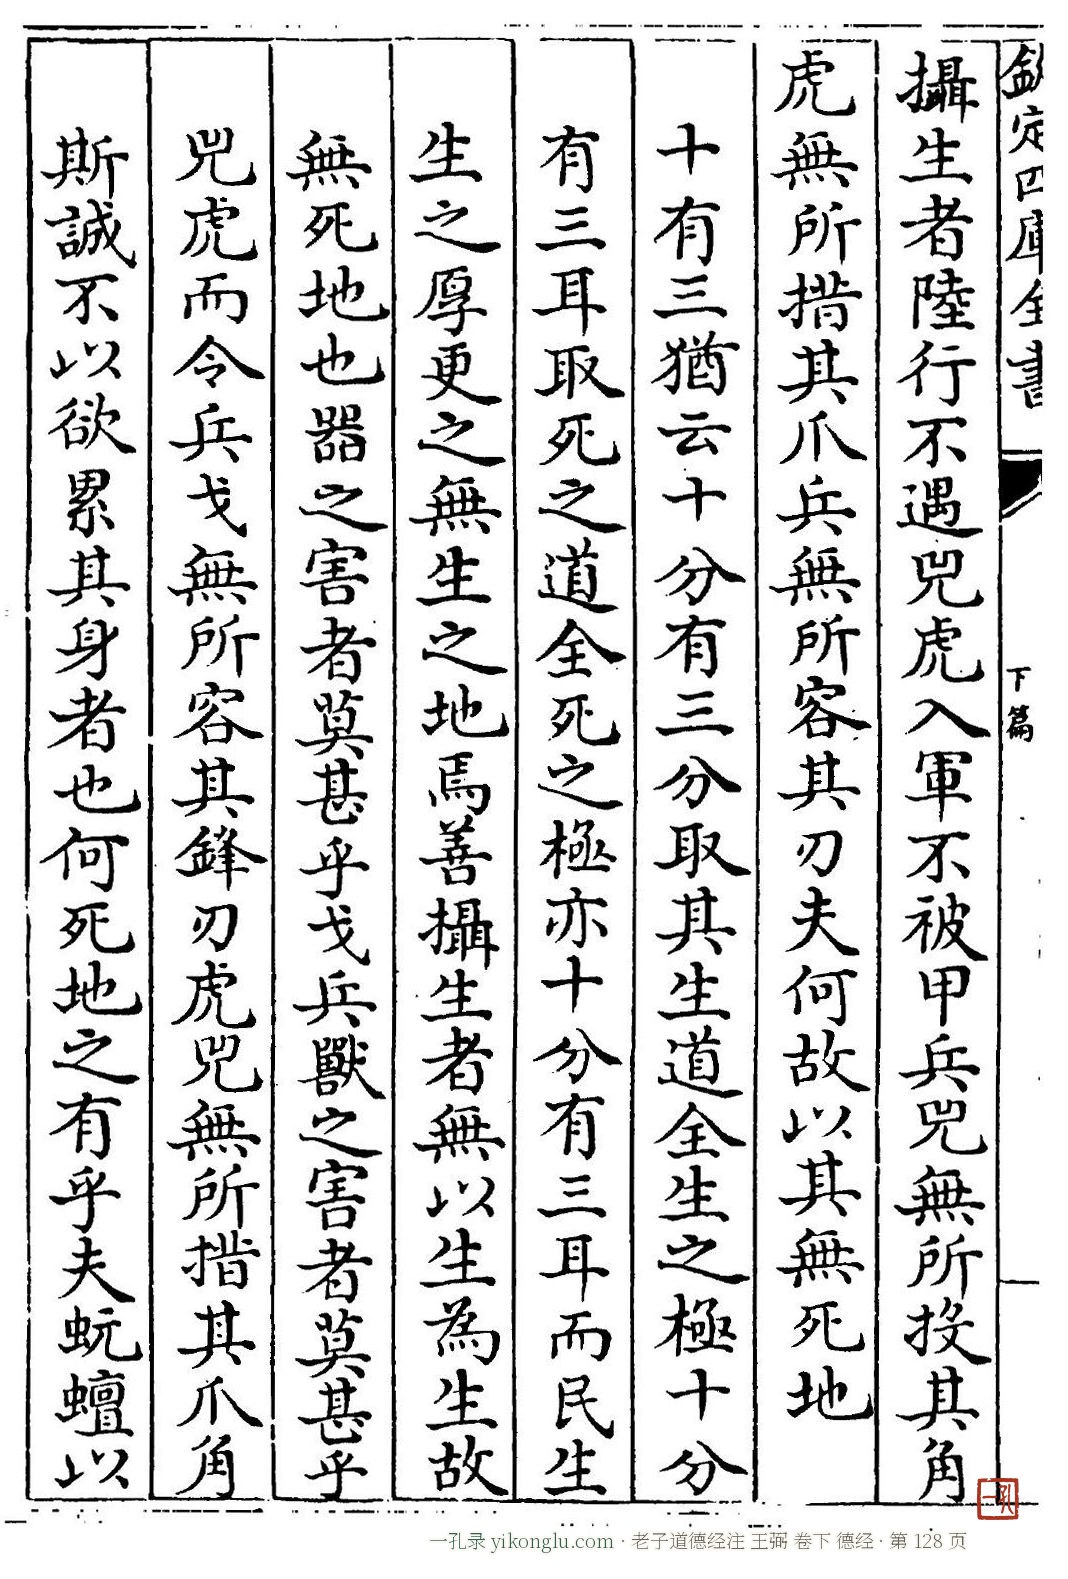 欽定四庫全書
下篇
攝生者陸行不遇兕虎入軍不被甲兵兕無所投其角
虎無所措其爪兵無所容其刃夫何故以其無死地
十有三猶云十分有三分取其生道全生之極十分
有三耳取死之道全死之極亦十分有三耳而民生
生之厚更之無生之地焉善攝生者無以生為生故
無死地也器之害者莫甚乎戈兵獸之害者莫甚乎
兕虎而令兵戈無所容其鋒刃虎兕無所措其爪角
斯誠不以欲累其身者也何死地之有乎夫蚖蟺以
一孔
一孔录 yikonglu.com · 老子道德经注 王弼 卷下 德经 · 第 128 页